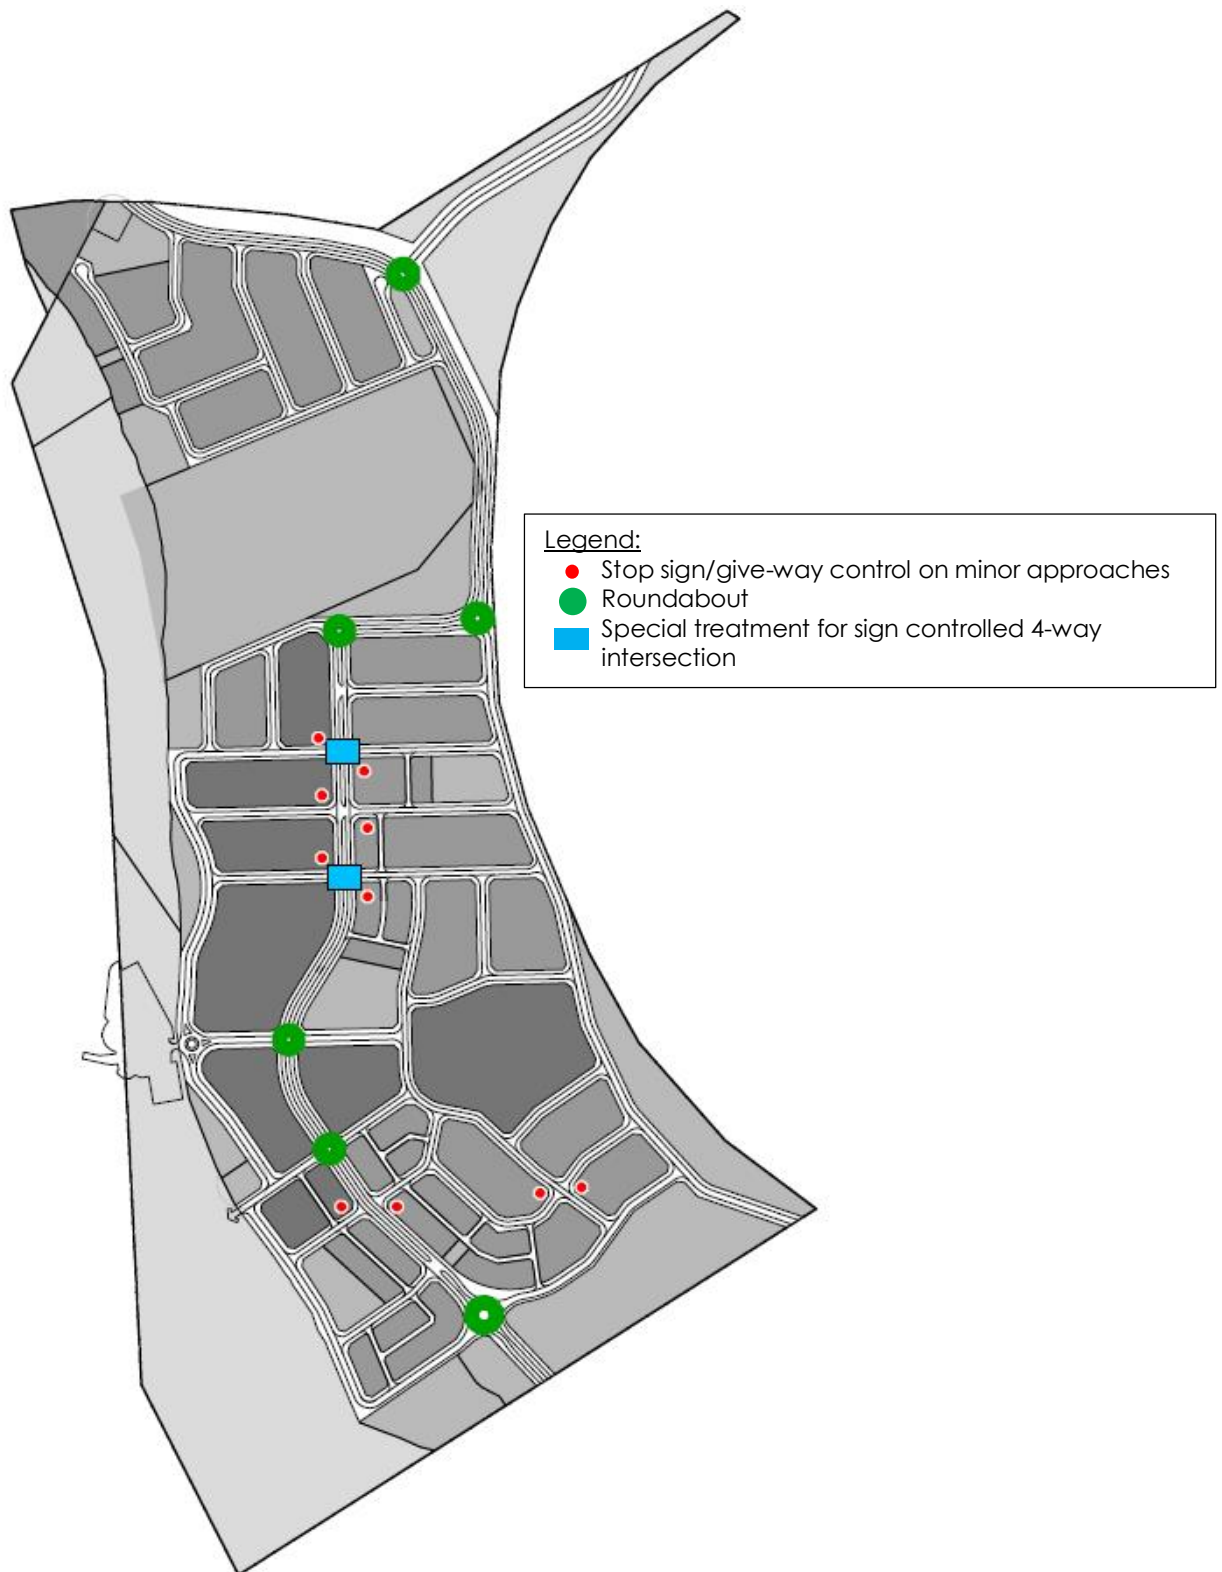 Legend:
Stop sign/give-way control on minor approaches
Roundabout
Special treatment for sign controlled 4-way
intersection